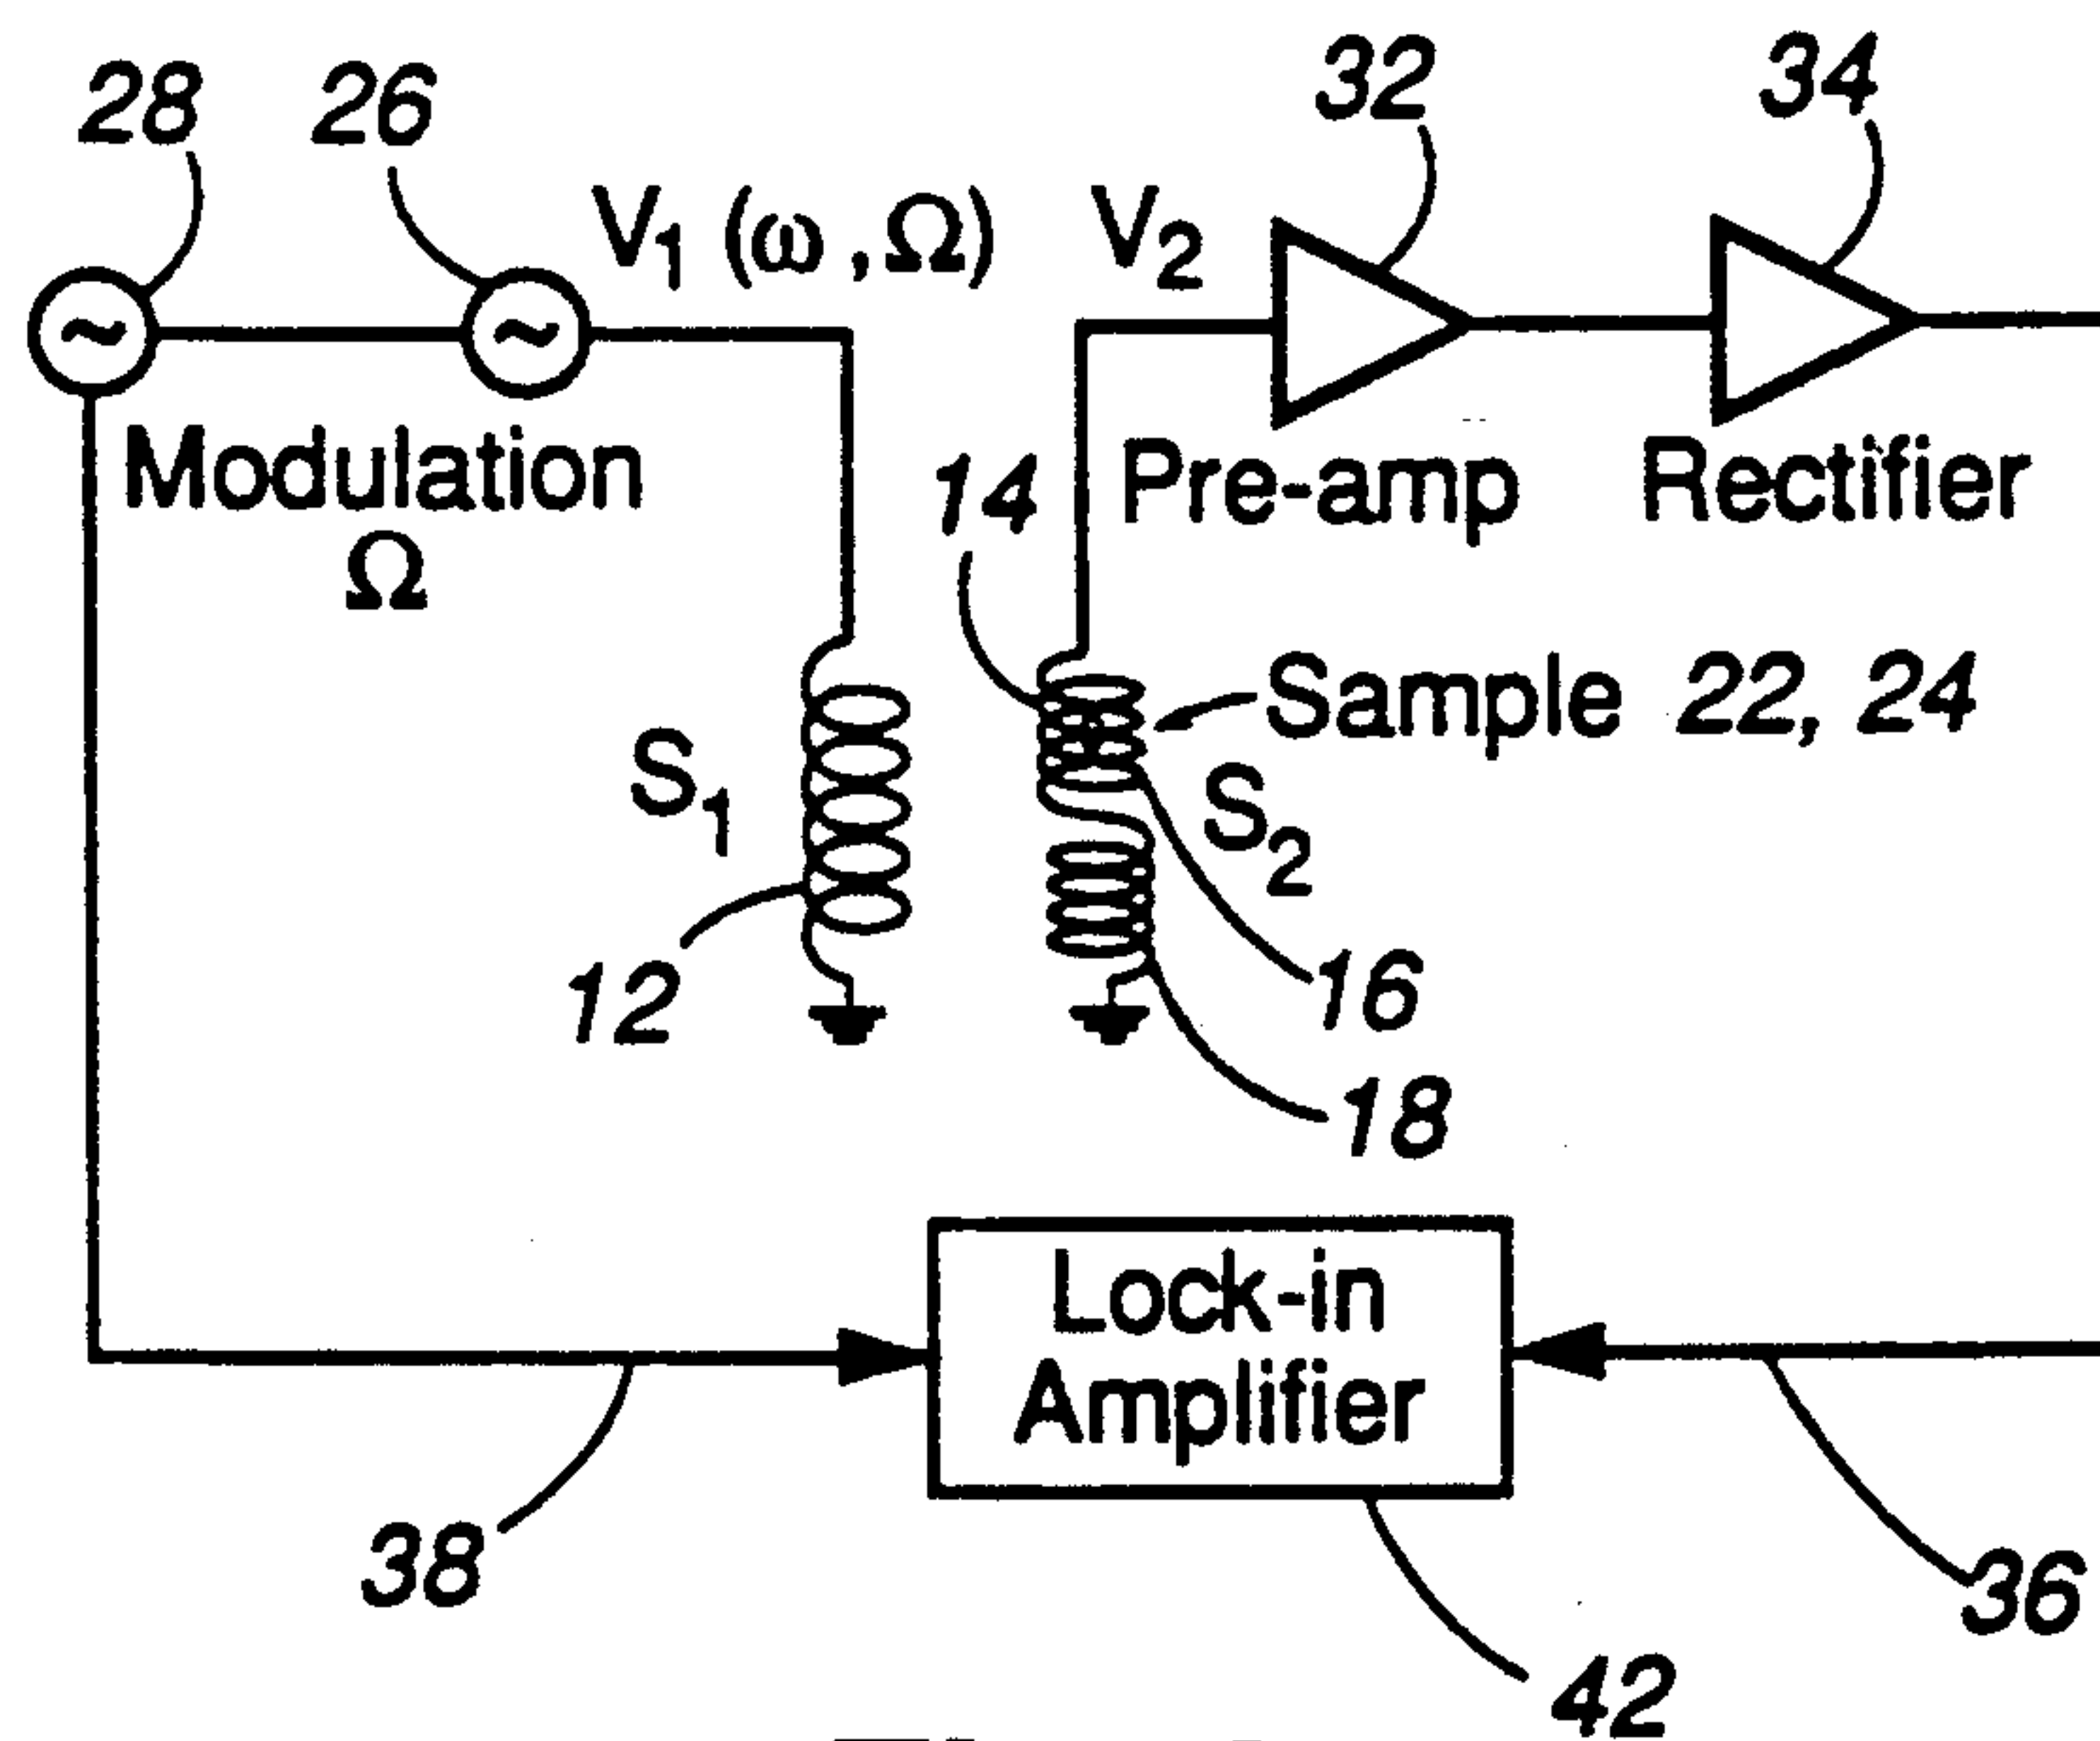 28
26
32
34
V1 (ω, Ω)
V2
Modulation
Ω
14
Pre-amp
Rectifier
Sample 22, 24
S1
S2
12
16
18
Lock-in
Amplifier
38
36
42